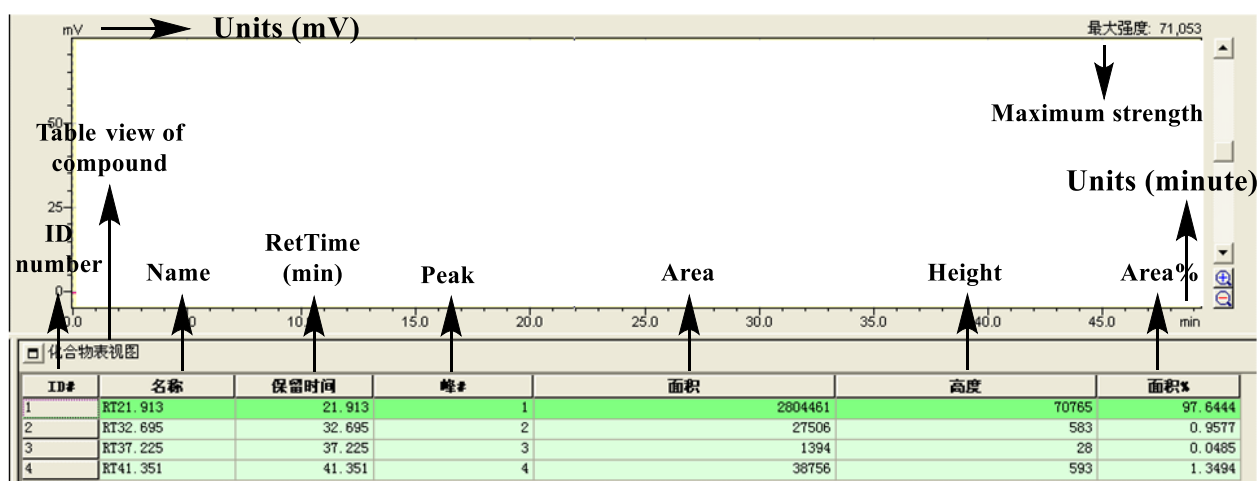 mV Units (mV) 最大强度: 71,053
Maximum strength
50
Table view of
compound
Units (minute)
25
ID
number
Name
RetTime
(min)
Peak
Area
Height
Area%
0
0.0 15.0 20.0 25.0 30.0 35.0 40.0 45.0 min
化合物表视图
ID# 名称 保留时间 峰# 面积 高度 面积%
1 RT21.913 21.913 1 2804461 70765 97.6444
2 RT32.695 32.695 2 27506 583 0.9577
3 RT37.225 37.225 3 1394 28 0.0485
4 RT41.351 41.351 4 38756 593 1.3494